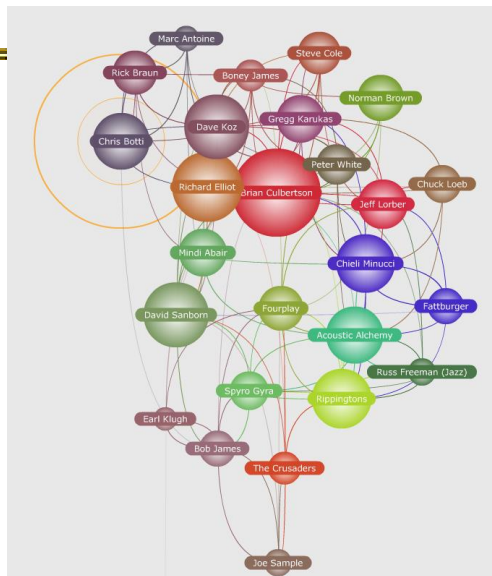 Marc Antoine
Steve Cole
Rick Braun
Boney James
Norman Brown
Gregg Karukas
Dave Koz
Chris Botti
Peter White
Chuck Loeb
Richard Elliot
Brian Culbertson
Jeff Lorber
Mindi Abair
Chieli Minucci
Fattburger
Fourplay
David Sanborn
Acoustic Alchemy
Russ Freeman (Jazz)
Spyro Gyra
Rippingtons
Earl Klugh
Bob James
The Crusaders
Joe Sample